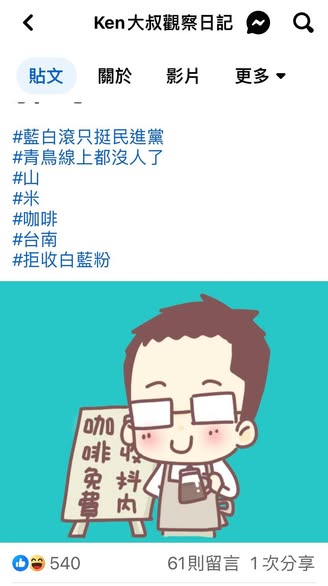 Ken大叔觀察日記
貼文
關於
影片
更多
#藍白滾只挺民進黨
#青鳥線上都沒人了
#山
#米
#咖啡
#台南
#拒收白藍粉
咖啡免費
收抖內
540
61則留言 1次分享